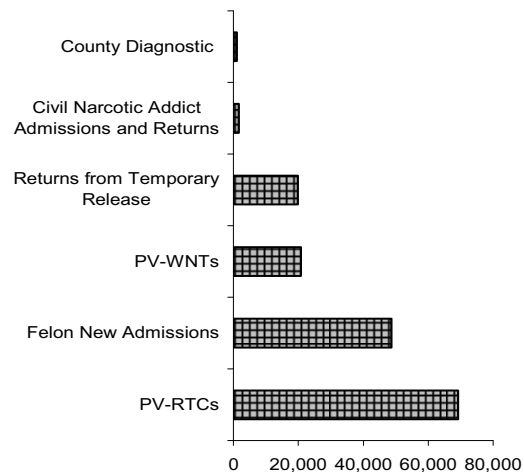 County Diagnostic
Civil Narcotic Addict
Admissions and Returns
Returns from Temporary
Release
PV-WNTs
Felon New Admissions
PV-RTCs
0 20,000 40,000 60,000 80,000